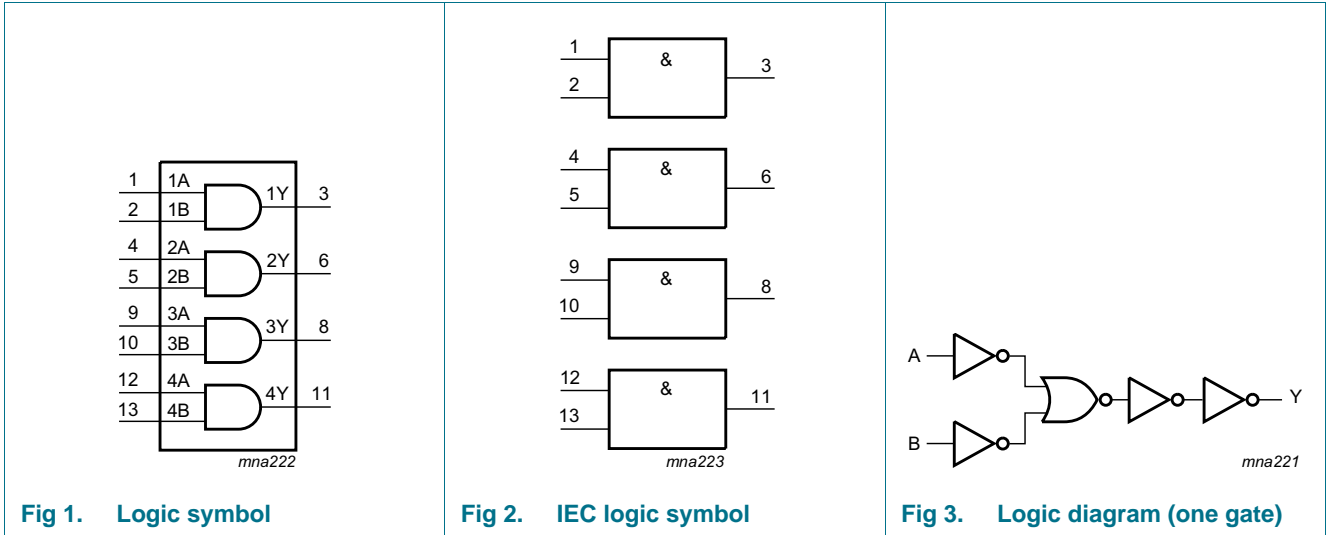 1 1A 1Y 3
2 1B
4 2A 2Y 6
5 2B
9 3A 3Y 8
10 3B
12 4A 4Y 11
13 4B
mna222
Fig 1. Logic symbol
1 & 3
2
4 & 6
5
9 & 8
10
12 & 11
13
mna223
Fig 2. IEC logic symbol
A
Y
B
mna221
Fig 3. Logic diagram (one gate)